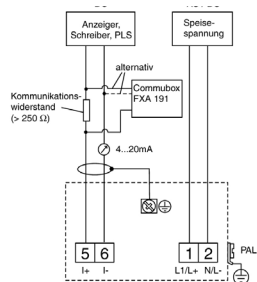 Anzeiger,
Schreiber, PLS
Speise-
spannung
alternativ
Commubox
FXA 191
Kommunikations-
widerstand
(> 250 Ω)
4...20mA
5 6
1 2
PAL
I+ I-
L1/L+ N/L-